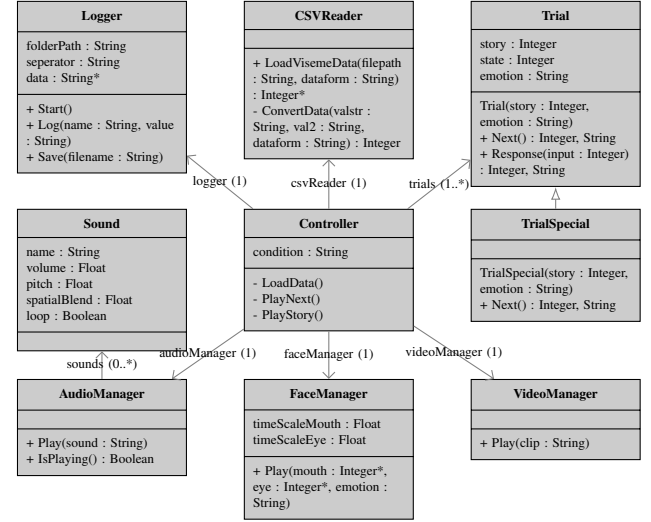 Logger
folderPath : String
seperator : String
data : String*
+ Start()
+ Log(name : String, value
: String)
+ Save(filename : String)
CSVReader
+ LoadVisemeData(filepath
: String, dataform : String)
: Integer*
- ConvertData(valstr :
String, val2 : String,
dataform : String) : Integer
Trial
story : Integer
state : Integer
emotion : String
Trial(story : Integer,
emotion : String)
+ Next() : Integer, String
+ Response(input : Integer)
: Integer, String
logger (1)
csvReader (1)
trials (1..*)
Sound
name : String
volume : Float
pitch : Float
spatialBlend : Float
loop : Boolean
Controller
condition : String
- LoadData()
- PlayNext()
- PlayStory()
TrialSpecial
TrialSpecial(story : Integer,
emotion : String)
+ Next() : Integer, String
sounds (0..*)
audioManager (1)
faceManager (1)
videoManager (1)
AudioManager
+ Play(sound : String)
+ IsPlaying() : Boolean
FaceManager
timeScaleMouth : Float
timeScaleEye : Float
+ Play(mouth : Integer*,
eye : Integer*, emotion :
String)
VideoManager
+ Play(clip : String)